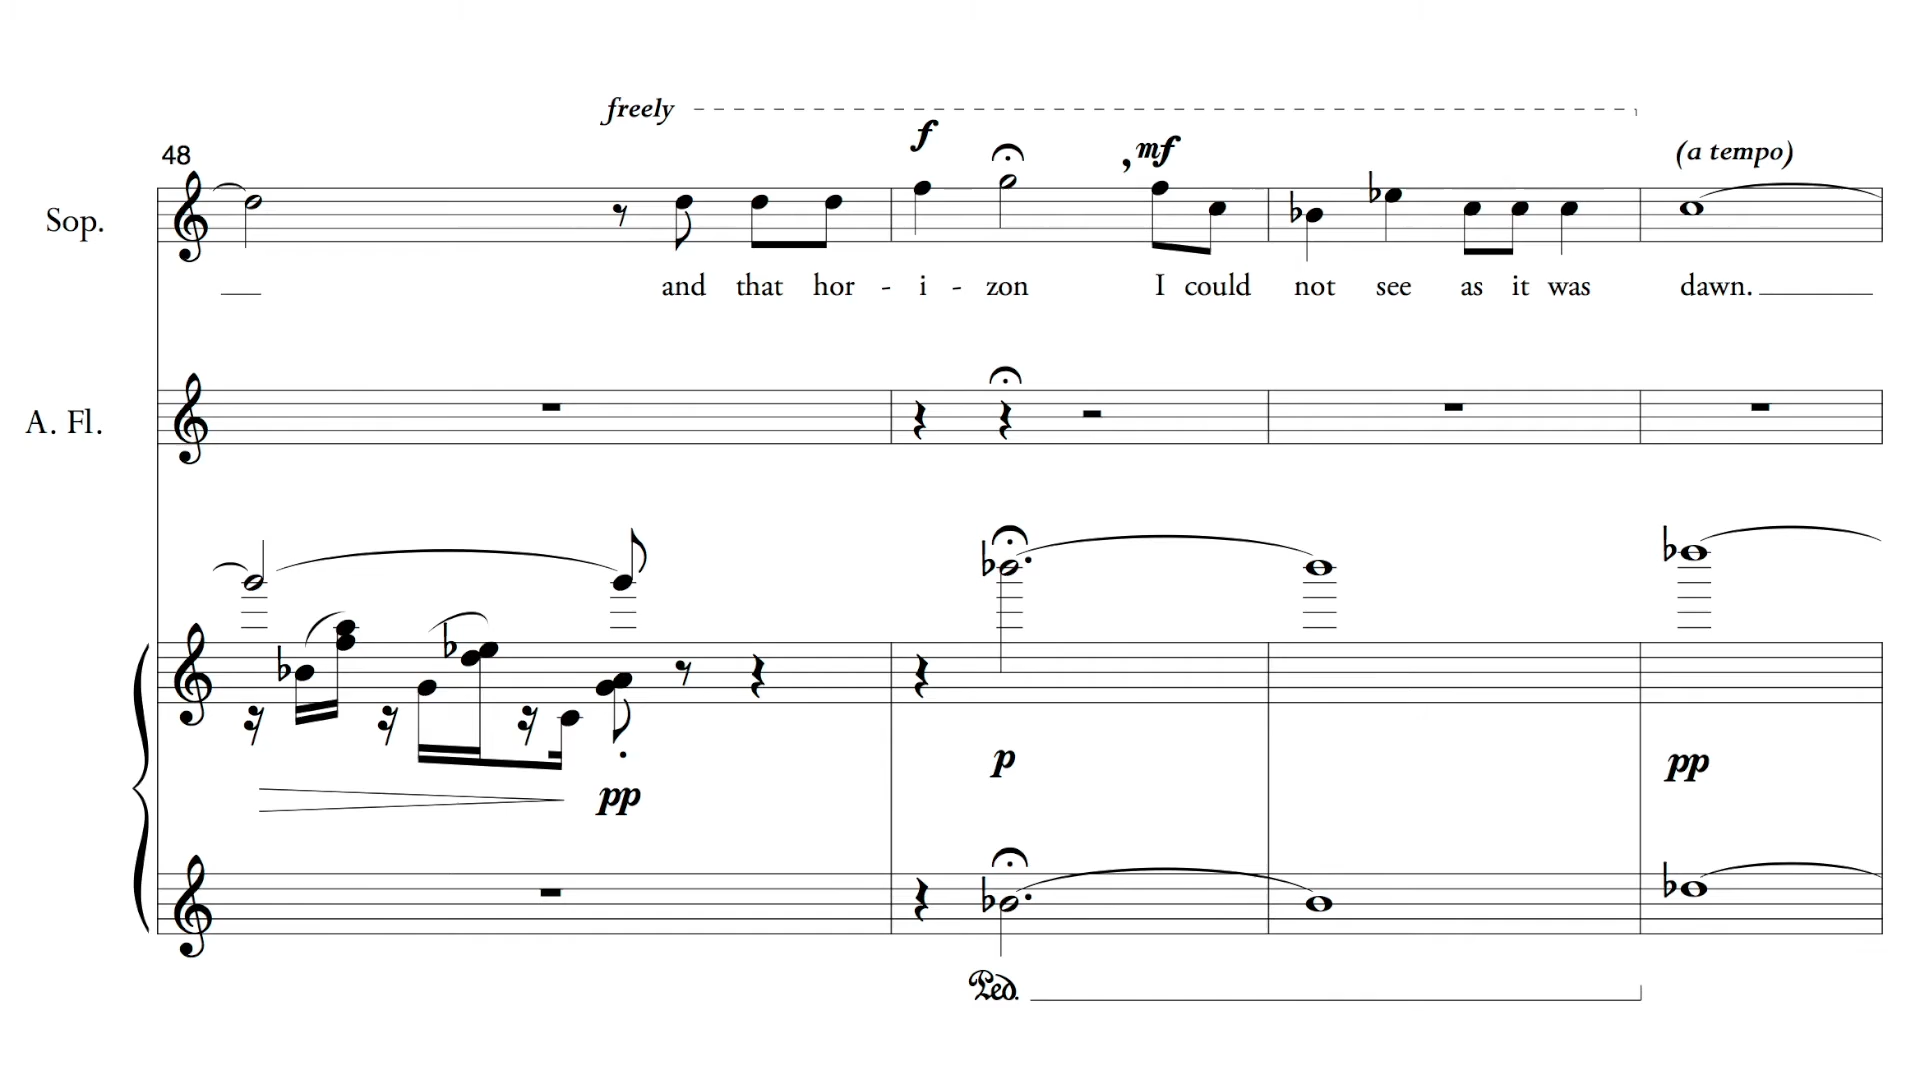 freely
f
48
, mf
(a tempo)
Sop.
and that hor - i - zon I could not see as it was dawn.
A. Fl.
p
pp
pp
Ped.